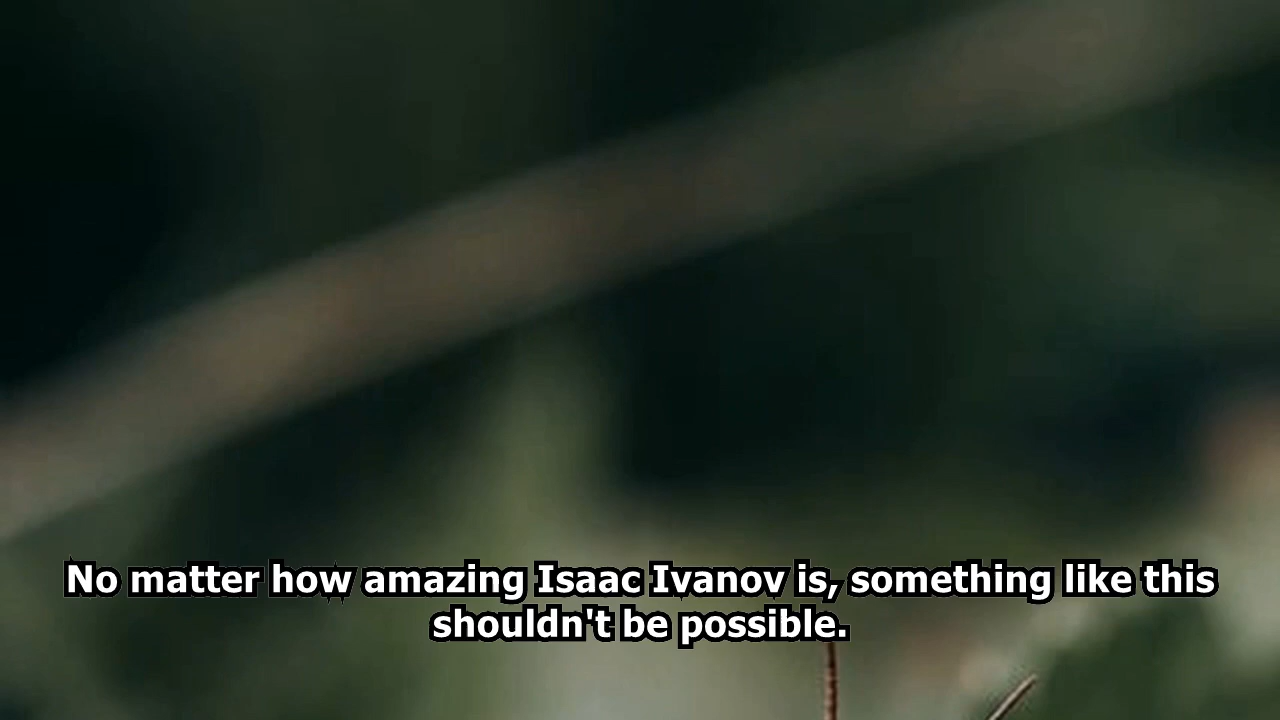 No matter how amazing Isaac Ivanov is, something like this
shouldn't be possible.